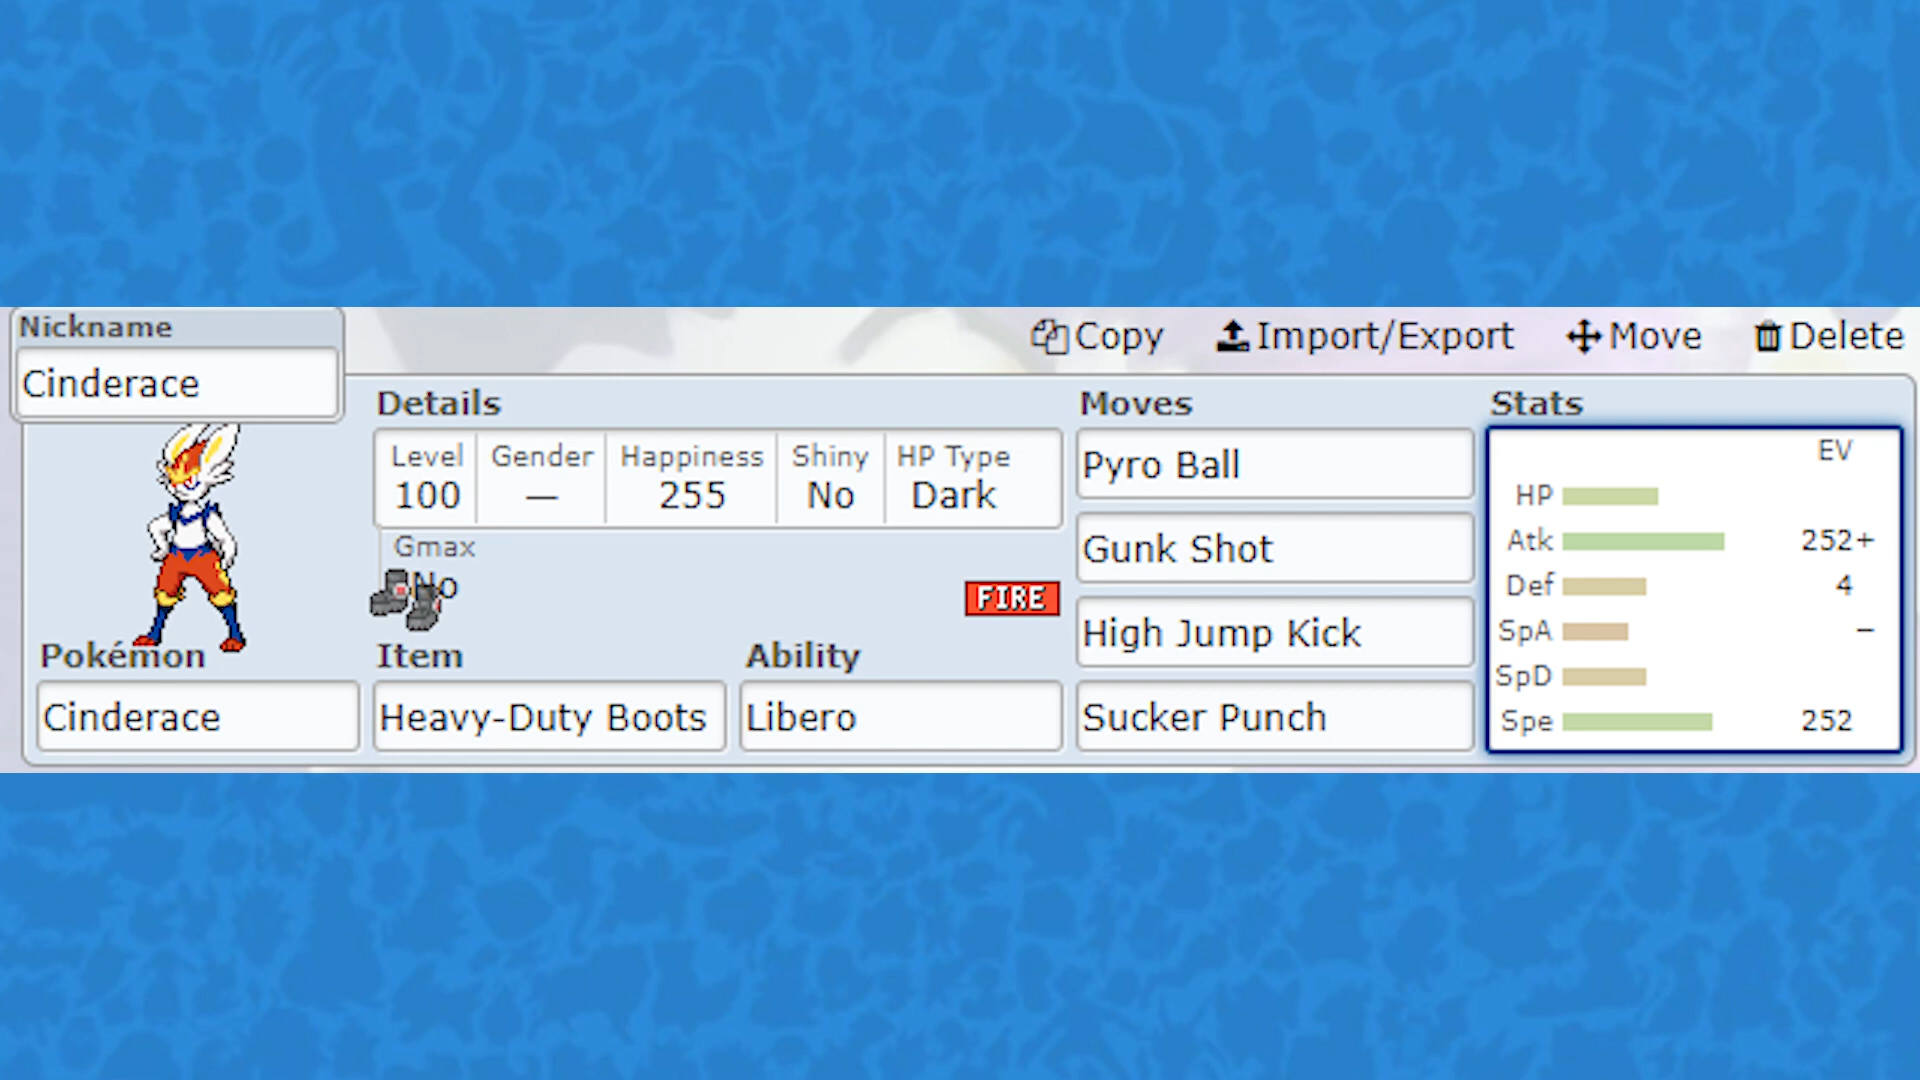 Nickname
Cinderace
Copy Import/Export Move Delete
Details
Level Gender Happiness Shiny HP Type
100 — 255 No Dark
Gmax
No
FIRE
Pokémon
Cinderace
Item
Heavy-Duty Boots
Ability
Libero
Moves
Pyro Ball
Gunk Shot
High Jump Kick
Sucker Punch
Stats
EV
HP
Atk 252+
Def 4
SpA −
SpD
Spe 252